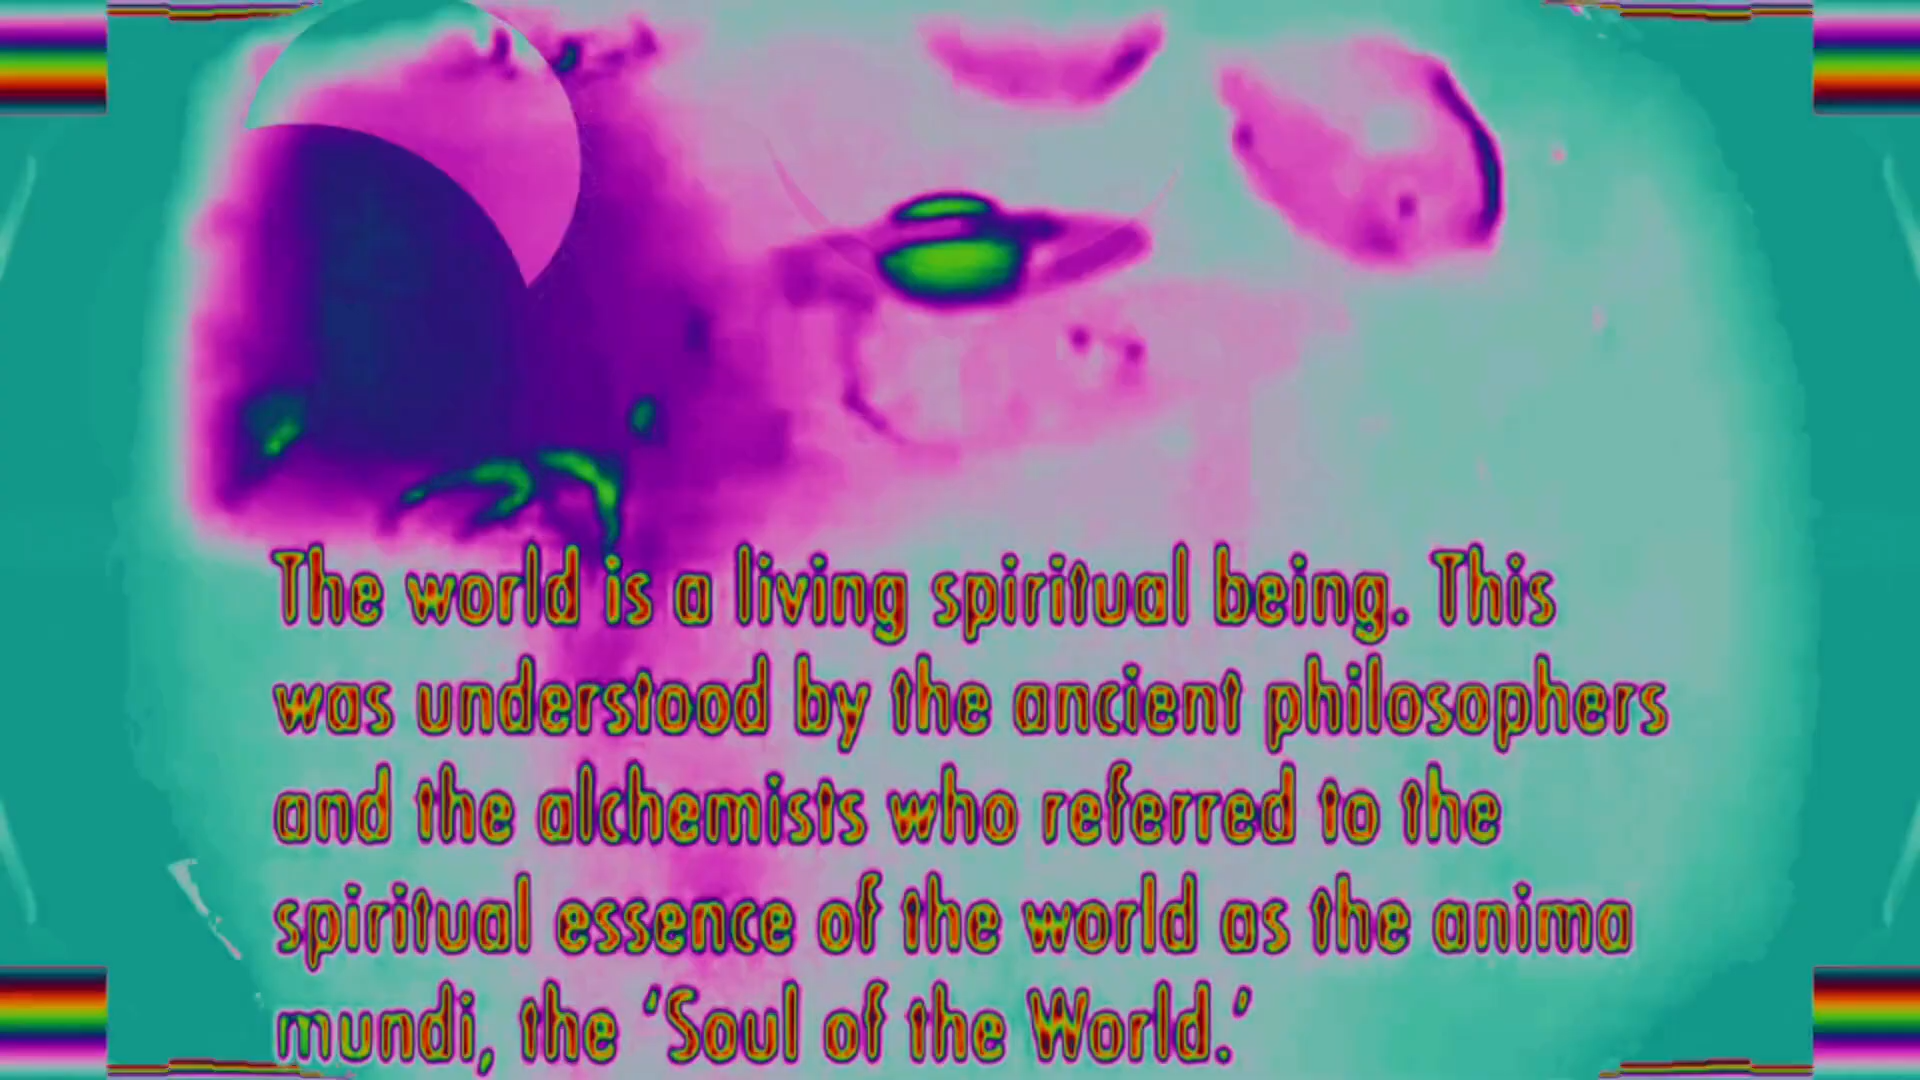 The world is a living spiritual being. This
was understood by the ancient philosophers
and the alchemists who referred to the
spiritual essence of the world as the anima
mundi, the ‘Soul of the World.’